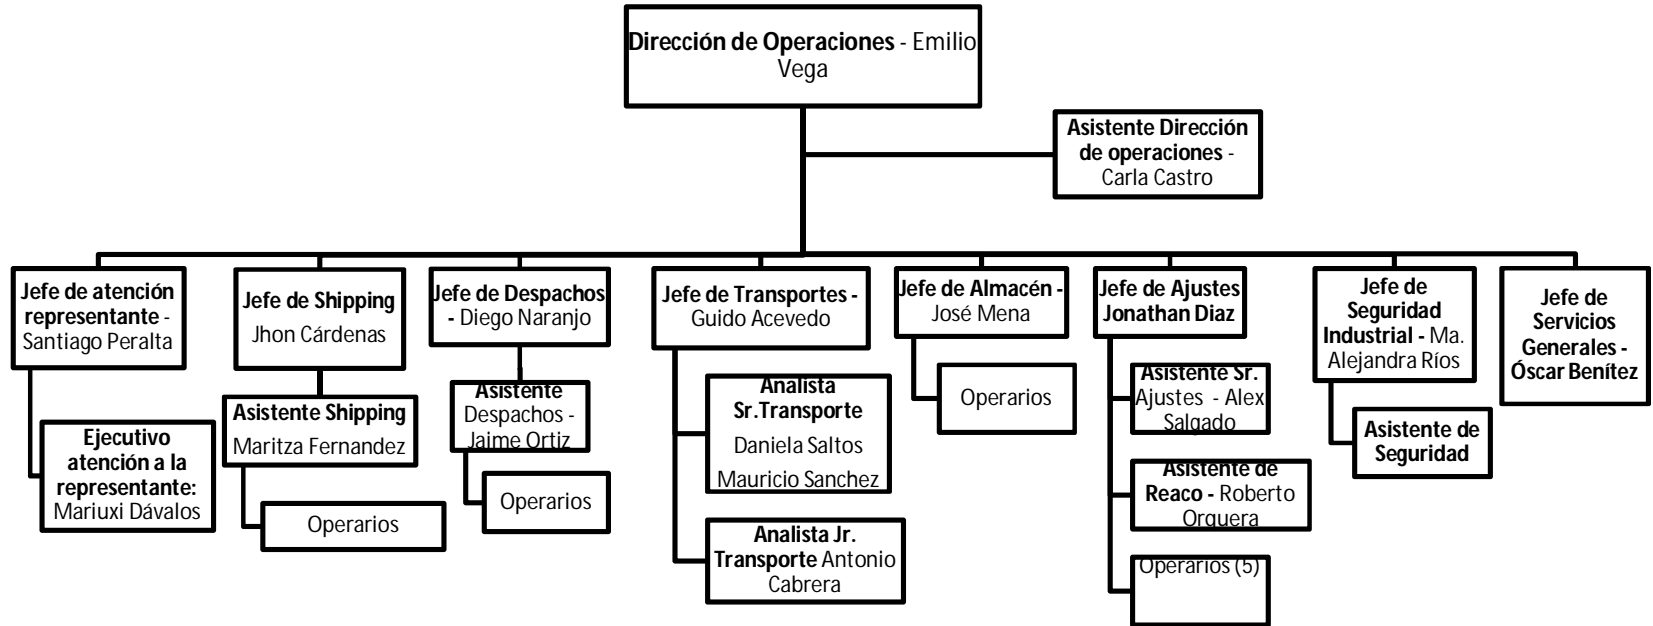 Dirección de Operaciones - Emilio
Vega
Asistente Dirección
de operaciones -
Carla Castro
Jefe de atención
representante -
Santiago Peralta
Ejecutivo
atención a la
representante:
Mariuxi Dávalos
Jefe de Shipping
Jhon Cárdenas
Asistente Shipping
Maritza Fernandez
Operarios
Jefe de Despachos
- Diego Naranjo
Asistente
Despachos -
Jaime Ortiz
Operarios
Jefe de Transportes -
Guido Acevedo
Analista
Sr.Transporte
Daniela Saltos
Mauricio Sanchez
Analista Jr.
Transporte Antonio
Cabrera
Jefe de Almacén -
José Mena
Operarios
Jefe de Ajustes
Jonathan Diaz
Asistente Sr.
Ajustes - Alex
Salgado
Asistente de
Reaco - Roberto
Orquera
Operarios (5)
Jefe de
Seguridad
Industrial - Ma.
Alejandra Ríos
Asistente de
Seguridad
Jefe de
Servicios
Generales -
Óscar Benítez